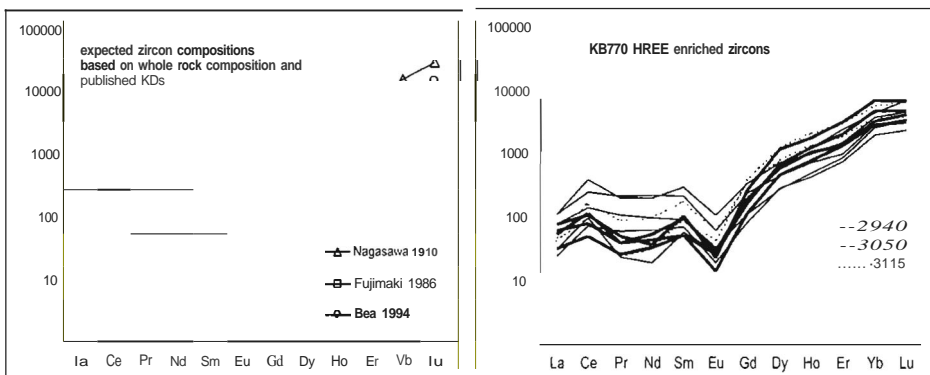 100000
expected zircon compositions
based on whole rock composition and
published KDs
10000
1000
100
10
Nagasawa 1910
Fujimaki 1986
Bea 1994
Ia Ce Pr Nd Sm Eu Gd Dy Ho Er Vb Iu
100000
KB770 HREE enriched zircons
10000
1000
100
10
--2940
--3050
......·3115
La Ce Pr Nd Sm Eu Gd Dy Ho Er Yb Lu